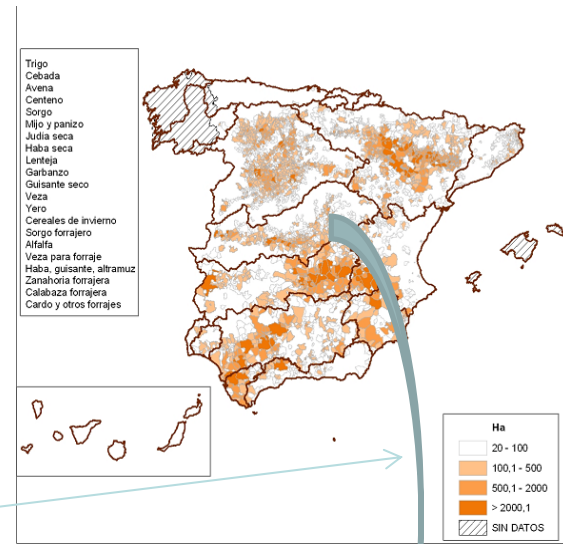 Trigo
Cebada
Avena
Centeno
Sorgo
Mijo y panizo
Judia seca
Haba seca
Lenteja
Garbanzo
Guisante seco
Veza
Yero
Cereales de invierno
Sorgo forrajero
Alfalfa
Veza para forraje
Haba, guisante, altramuz
Zanahoria forrajera
Calabaza forrajera
Cardo y otros forrajes
Ha
20 - 100
100,1 - 500
500,1 - 2000
> 2000,1
SIN DATOS